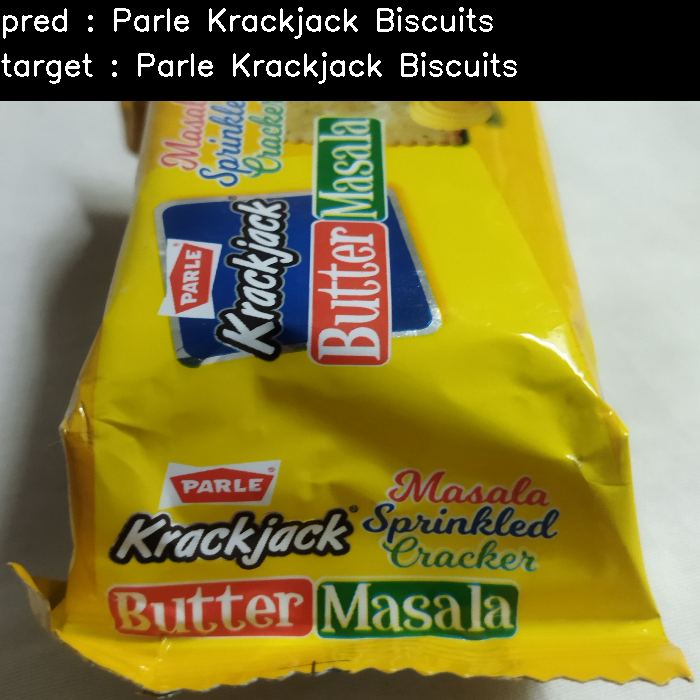 pred : Parle Krackjack Biscuits
target : Parle Krackjack Biscuits
Masala
Sprinkled
Cracker
PARLE
Krackjack
Butter Masala
PARLE®
Krackjack®
Masala
Sprinkled
Cracker
Butter Masala